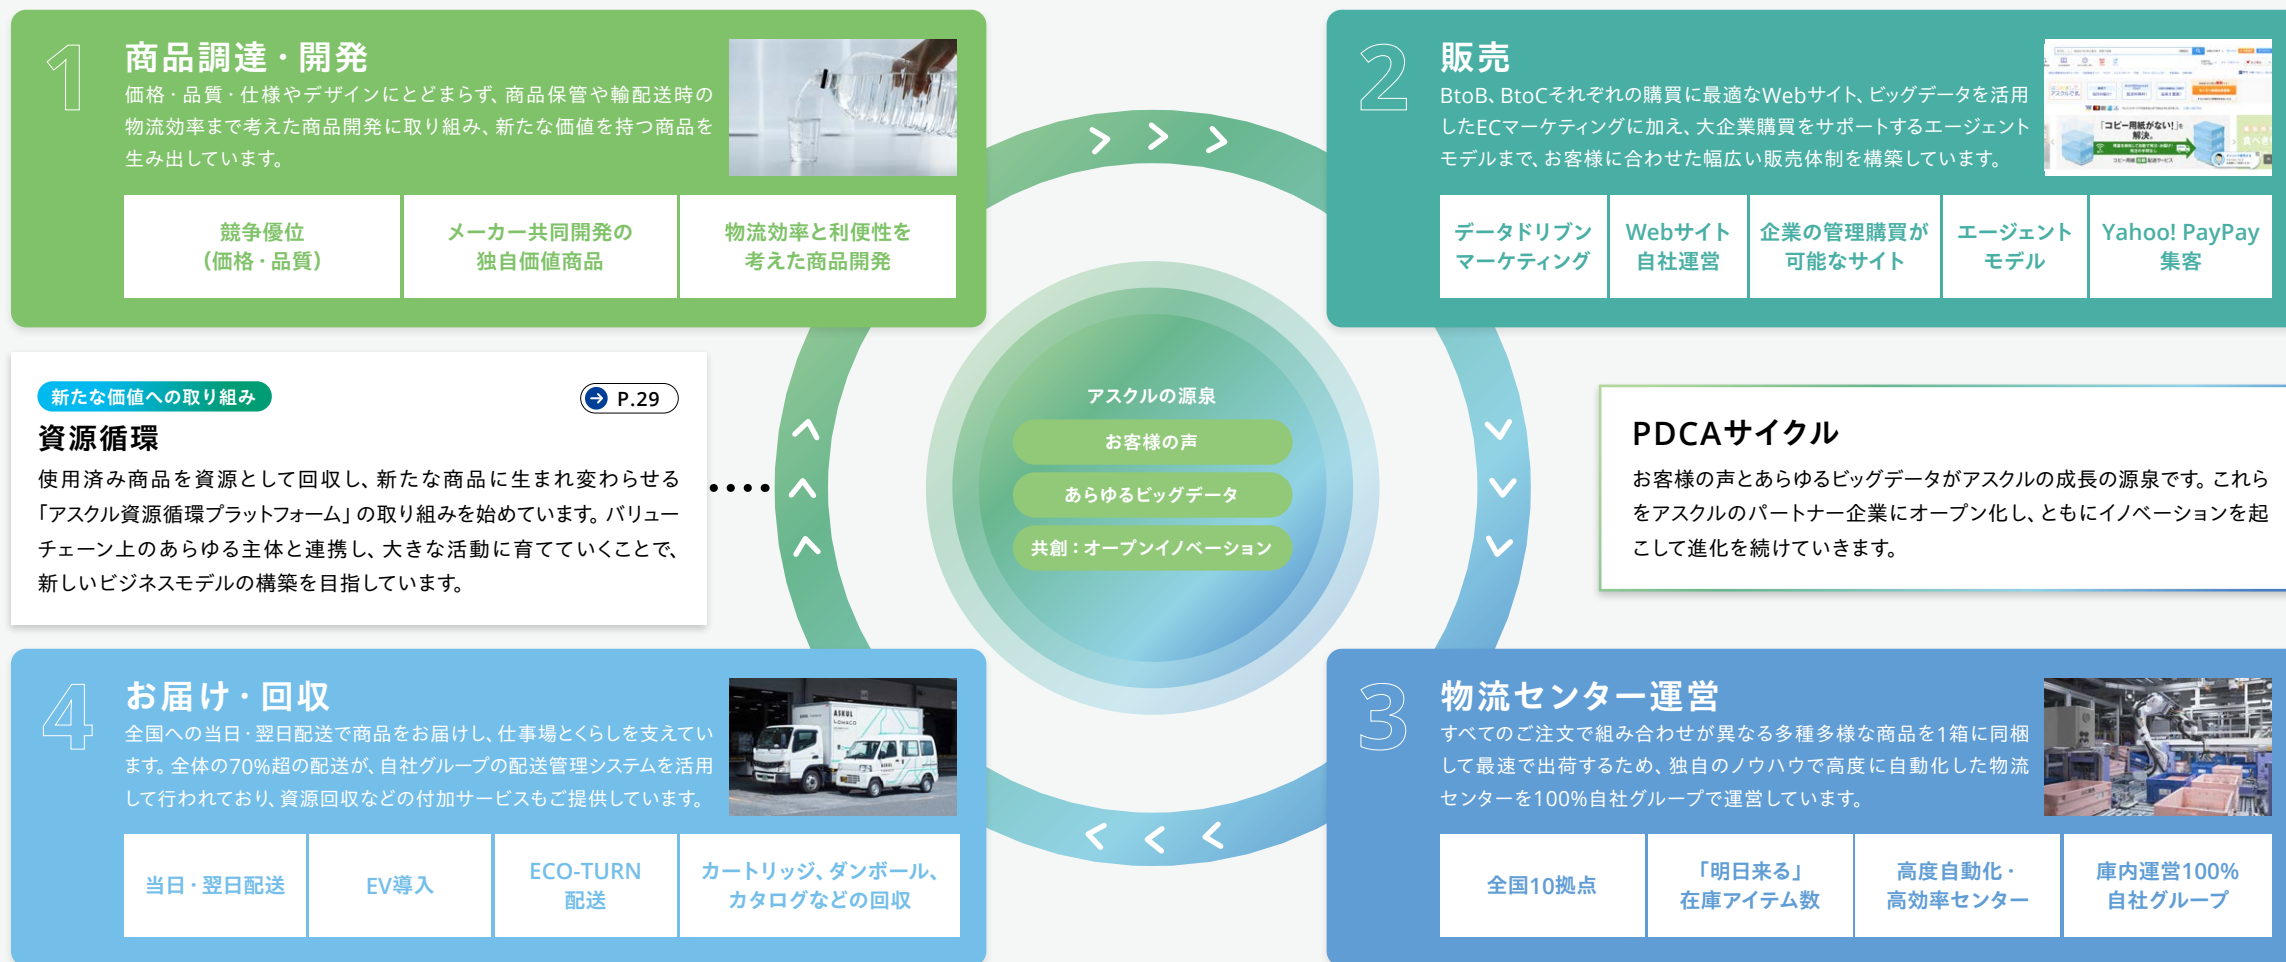 1
商品調達・開発
価格・品質・仕様やデザインにとどまらず、商品保管や輸配送時の
物流効率まで考えた商品開発に取り組み、新たな価値を持つ商品を
生み出しています。
競争優位
(価格・品質)
メーカー共同開発の
独自価値商品
物流効率と利便性を
考えた商品開発
2
販売
BtoB、BtoCそれぞれの購買に最適なWebサイト、ビッグデータを活用
したECマーケティングに加え、大企業購買をサポートするエージェント
モデルまで、お客様に合わせた幅広い販売体制を構築しています。
「コピー用紙がない!」を
解決。
データドリブン
マーケティング
Webサイト
自社運営
企業の管理購買が
可能なサイト
エージェント
モデル
Yahoo! PayPay
集客
新たな価値への取り組み
P.29
資源循環
使用済み商品を資源として回収し、新たな商品に生まれ変わらせる
「アスクル資源循環プラットフォーム」の取り組みを始めています。バリュー
チェーン上のあらゆる主体と連携し、大きな活動に育てていくことで、
新しいビジネスモデルの構築を目指しています。
アスクルの源泉
お客様の声
あらゆるビッグデータ
共創:オープンイノベーション
PDCAサイクル
お客様の声とあらゆるビッグデータがアスクルの成長の源泉です。これら
をアスクルのパートナー企業にオープン化し、ともにイノベーションを起
こして進化を続けていきます。
4
お届け・回収
全国への当日・翌日配送で商品をお届けし、仕事場とくらしを支えてい
ます。全体の70%超の配送が、自社グループの配送管理システムを活用
して行われており、資源回収などの付加サービスもご提供しています。
ASKUL
LOHACO
当日・翌日配送
EV導入
ECO-TURN
配送
カートリッジ、ダンボール、
カタログなどの回収
3
物流センター運営
すべてのご注文で組み合わせが異なる多種多様な商品を1箱に同梱
して最速で出荷するため、独自のノウハウで高度に自動化した物流
センターを100%自社グループで運営しています。
全国10拠点
「明日来る」
在庫アイテム数
高度自動化・
高効率センター
庫内運営100%
自社グループ